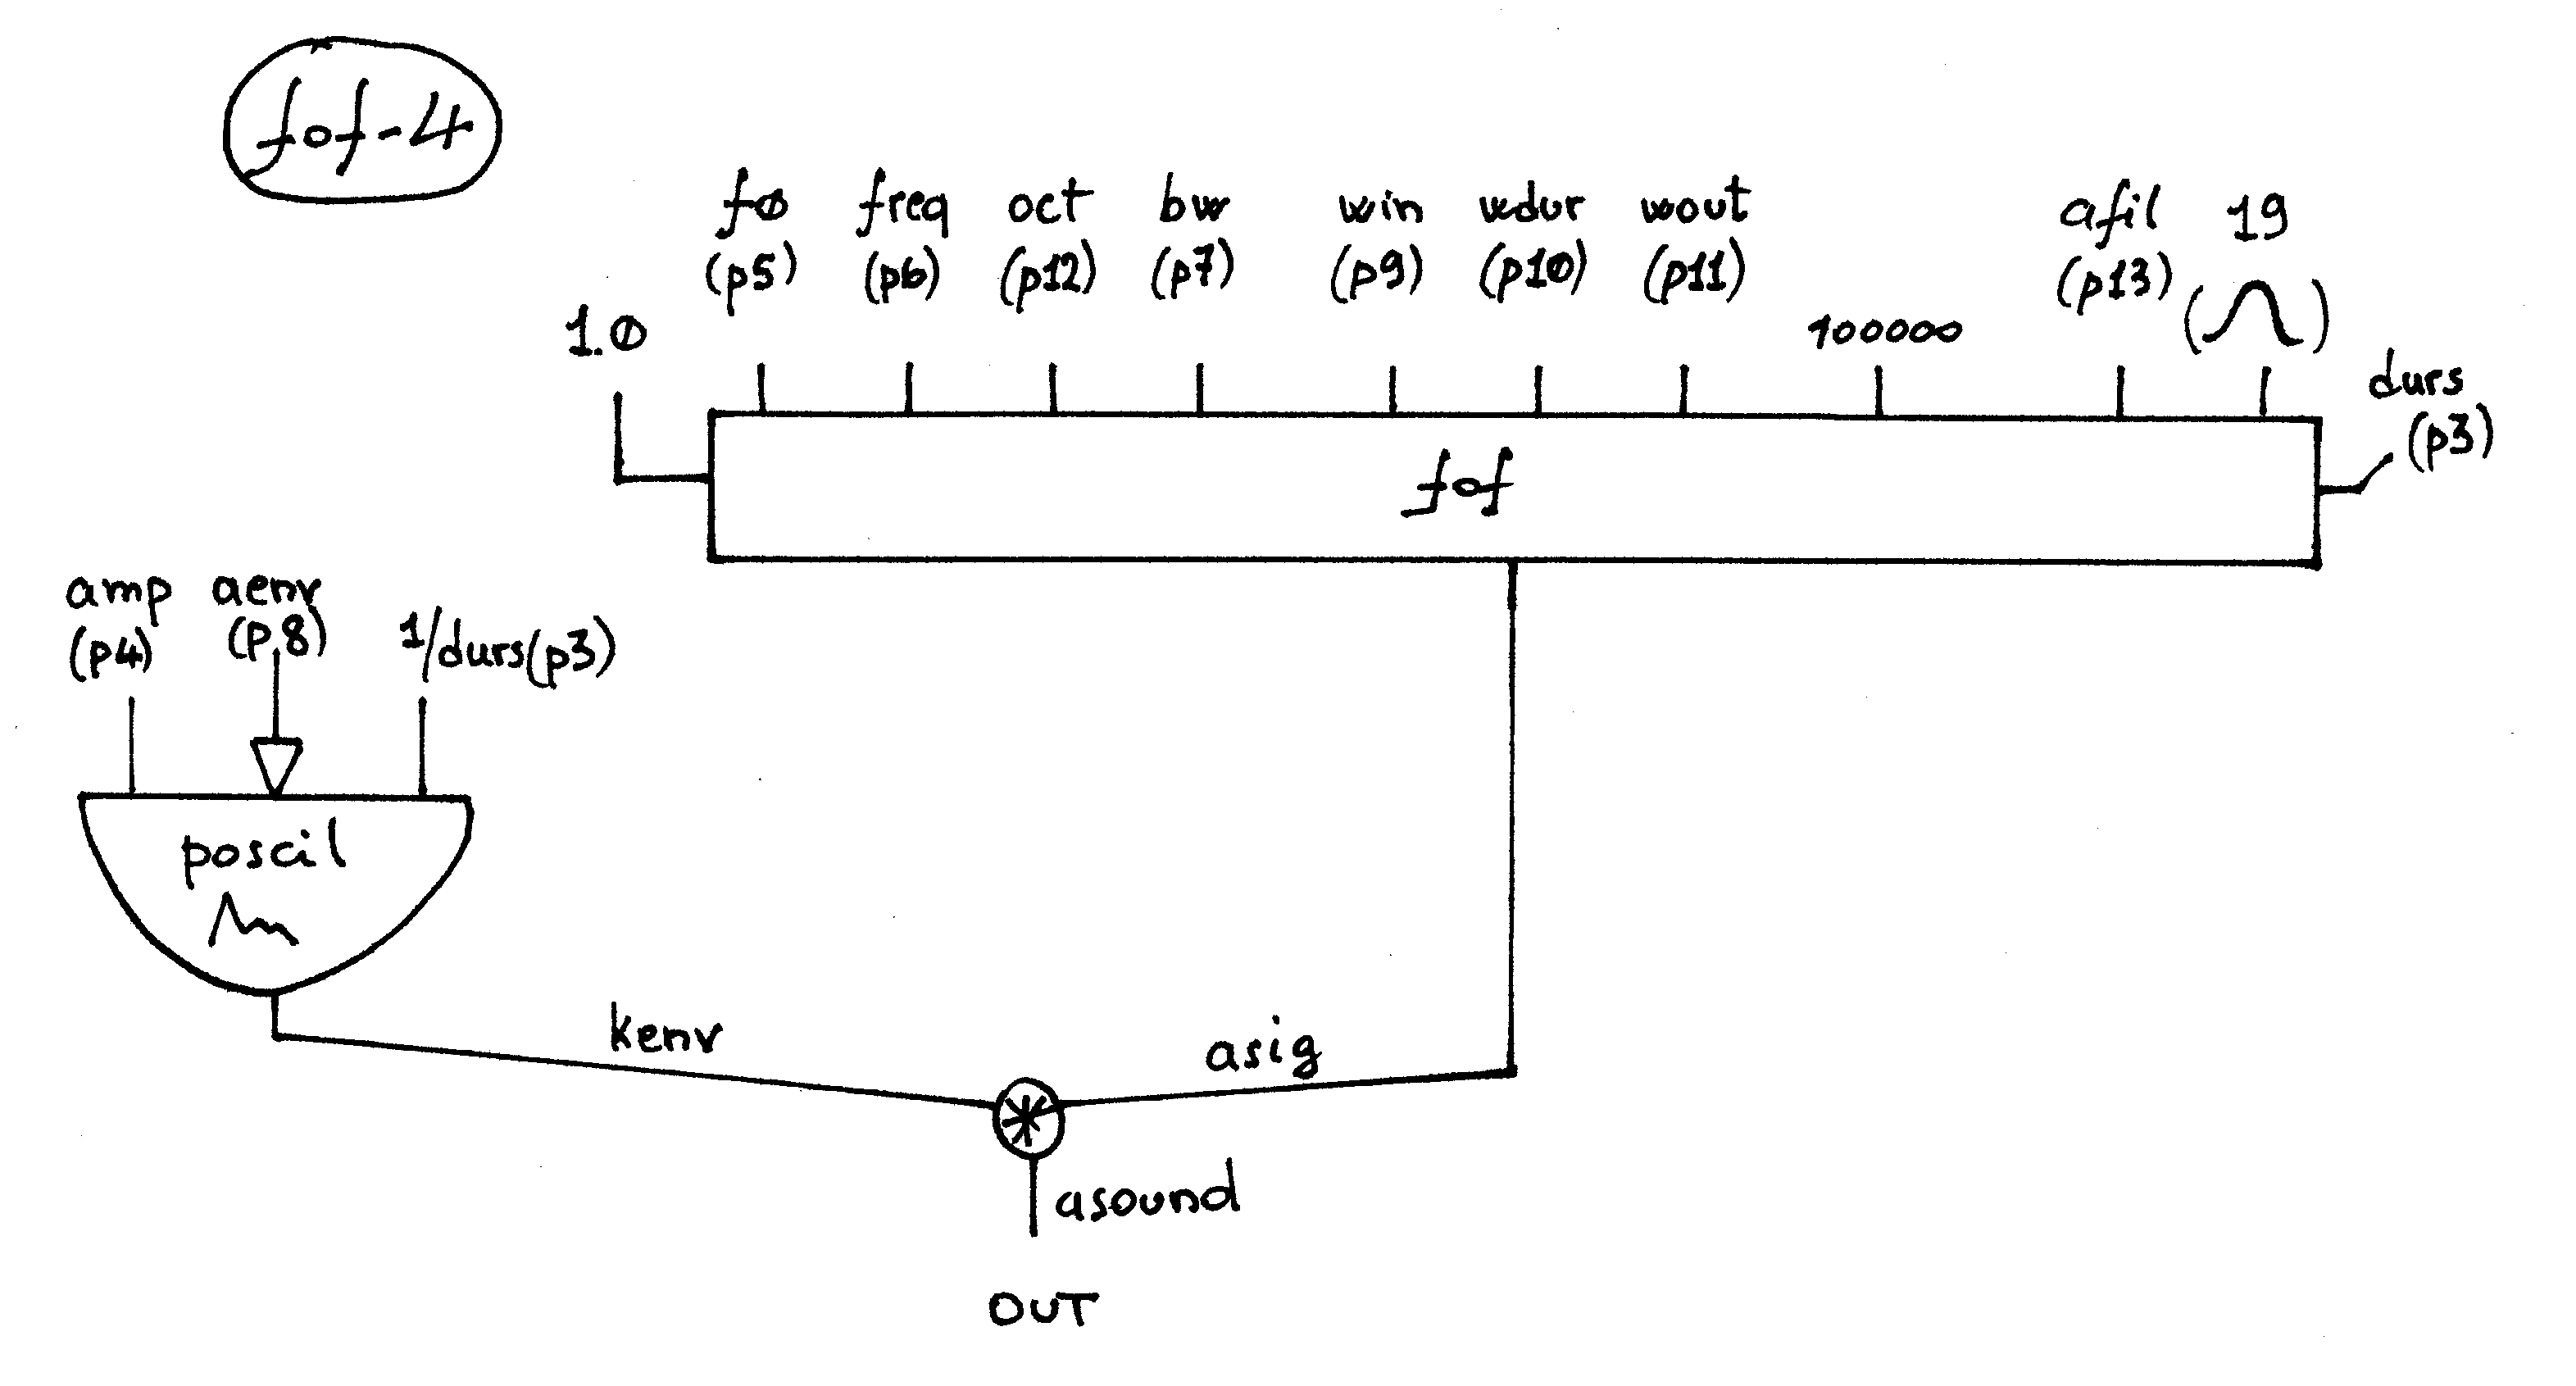 fof-4
f0 freq oct bw win wdur wout afil 19
(p5) (p6) (p12) (p7) (p9) (p10) (p11) (p13) ( )
1.0 100000
durs
(p3)
fof
amp aenv
(p4) (p8) 1/durs(p3)
poscil
kenv asig
*
asound
OUT